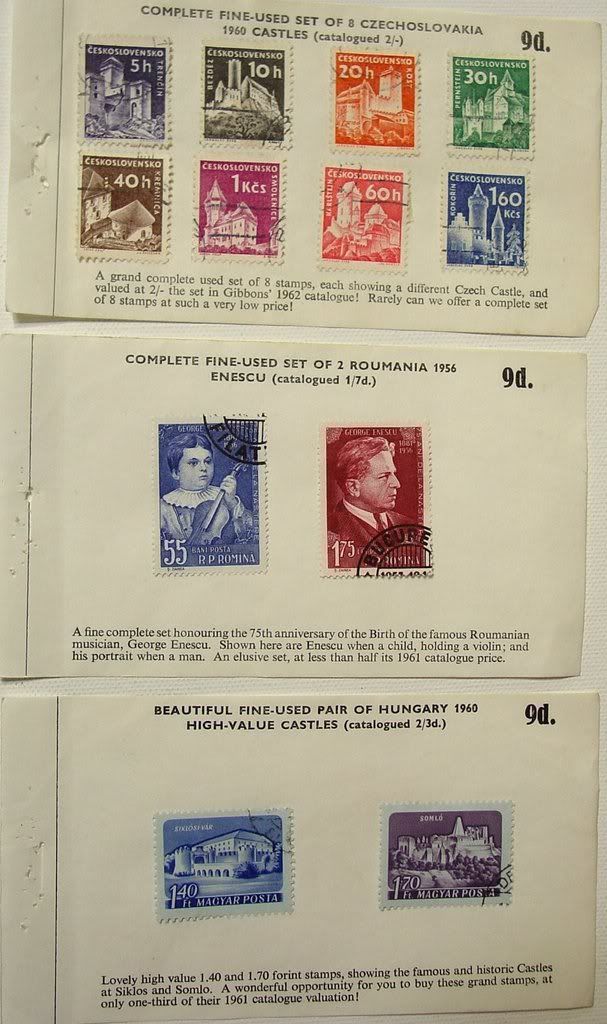 COMPLETE FINE-USED SET OF 8 CZECHOSLOVAKIA
1960 CASTLES (catalogued 2/-)
9d.
ČESKOSLOVENSKO
5h
TRENČÍN
ČESKOSLOVENSKO
10h
BEZDĚZ
ČESKOSLOVENSKO
20h
KOST
ČESKOSLOVENSKO
30h
PERNŠTEJN
ČESKOSLOVENSKO
40h
KREMNICA
ČESKOSLOVENSKO
1Kčs
SMOLENICE
ČESKOSLOVENSKO
60h
KARLŠTEJN
ČESKOSLOVENSKO
160
Kčs
KOKOŘÍN
A grand complete used set of 8 stamps, each showing a different Czech Castle, and
valued at 2/- the set in Gibbons' 1962 catalogue! Rarely can we offer a complete set
of 8 stamps at such a very low price!
COMPLETE FINE-USED SET OF 2 ROUMANIA 1956
ENESCU (catalogued 1/7d.)
9d.
GEORGE
FILAT
55
BANI POSTA
R.P.ROMINA
GEORGE ENESCU
1881-
1956
1.75
ROMINA
BUCURE
A fine complete set honouring the 75th anniversary of the Birth of the famous Roumanian
musician, George Enescu. Shown here are Enescu when a child, holding a violin; and
his portrait when a man. An elusive set, at less than half its 1961 catalogue price.
BEAUTIFUL FINE-USED PAIR OF HUNGARY 1960
HIGH-VALUE CASTLES (catalogued 2/3d.)
9d.
SIKLÓSI VÁR
1.40
Ft MAGYAR POSTA
SOMLÓ
1.70
Ft MAGYAR POSTA
Lovely high value 1.40 and 1.70 forint stamps, showing the famous and historic Castles
at Siklos and Somlo. A wonderful opportunity for you to buy these grand stamps, at
only one-third of their 1961 catalogue valuation!